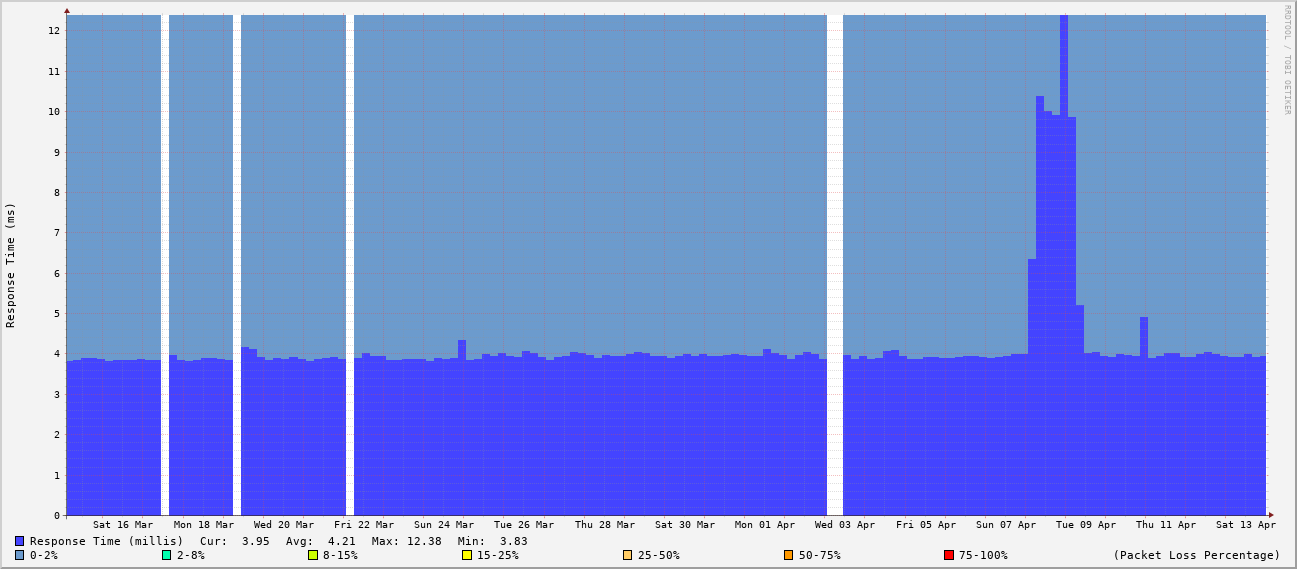 RRDTOOL / TOBI OETIKER
Response Time (ms)
12
11
10
9
8
7
6
5
4
3
2
1
0
Sat 16 Mar Mon 18 Mar Wed 20 Mar Fri 22 Mar Sun 24 Mar Tue 26 Mar Thu 28 Mar Sat 30 Mar Mon 01 Apr Wed 03 Apr Fri 05 Apr Sun 07 Apr Tue 09 Apr Thu 11 Apr Sat 13 Apr
Response Time (millis) Cur: 3.95 Avg: 4.21 Max: 12.38 Min: 3.83
0-2% 2-8% 8-15% 15-25% 25-50% 50-75% 75-100% (Packet Loss Percentage)